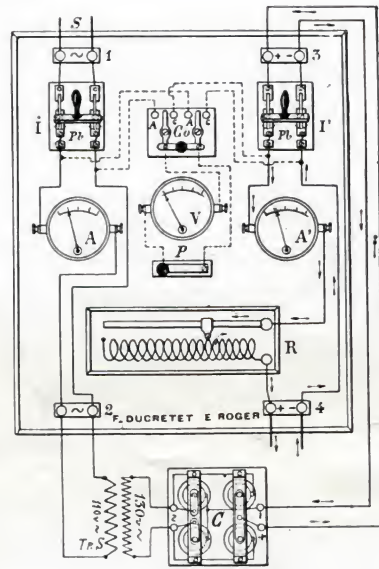 S
~ 1
+ - 3
Pb
A c A c
Co
Pb
I
I'
A
V
A'
P
R
~ 2
F. DUCRETET E ROGER
+ - 4
110 v ~
130 v ~
Tr. S
C